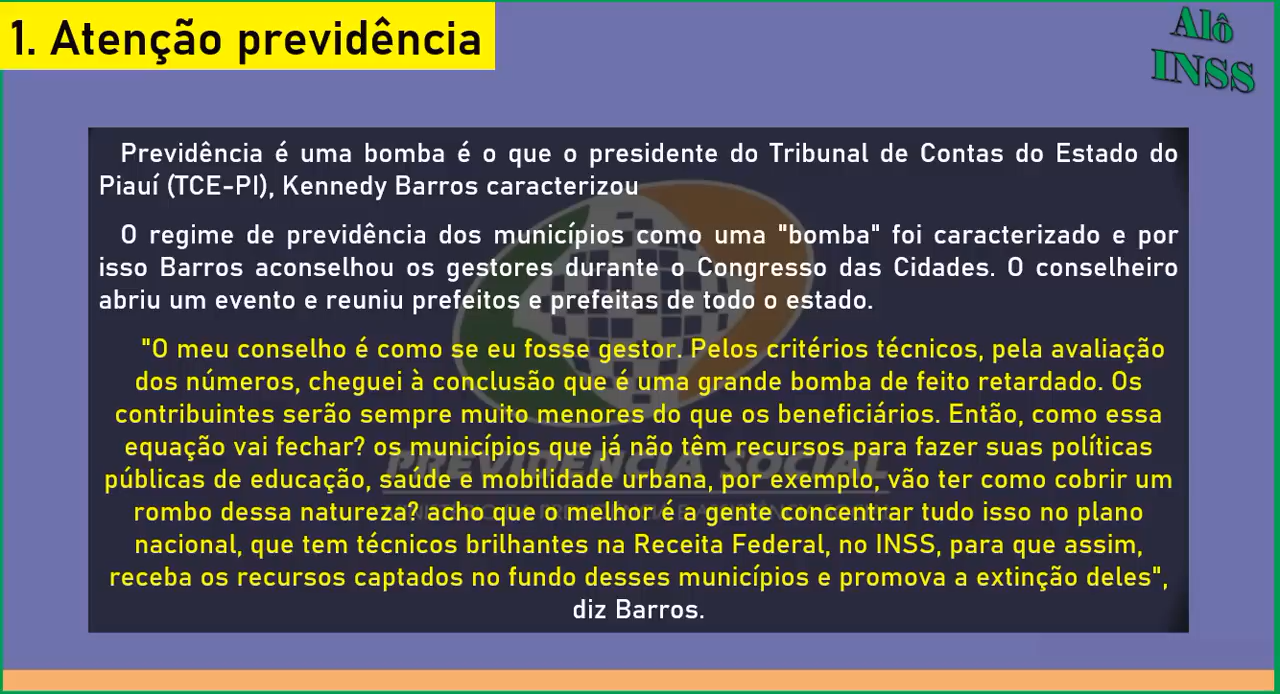 1. Atenção previdência
Alô
INSS
Previdência é uma bomba é o que o presidente do Tribunal de Contas do Estado do
Piauí (TCE-PI), Kennedy Barros caracterizou
O regime de previdência dos municípios como uma "bomba" foi caracterizado e por
isso Barros aconselhou os gestores durante o Congresso das Cidades. O conselheiro
abriu um evento e reuniu prefeitos e prefeitas de todo o estado.
"O meu conselho é como se eu fosse gestor. Pelos critérios técnicos, pela avaliação
dos números, cheguei à conclusão que é uma grande bomba de feito retardado. Os
contribuintes serão sempre muito menores do que os beneficiários. Então, como essa
equação vai fechar? os municípios que já não têm recursos para fazer suas políticas
públicas de educação, saúde e mobilidade urbana, por exemplo, vão ter como cobrir um
rombo dessa natureza? acho que o melhor é a gente concentrar tudo isso no plano
nacional, que tem técnicos brilhantes na Receita Federal, no INSS, para que assim,
receba os recursos captados no fundo desses municípios e promova a extinção deles",
diz Barros.
PREVIDÊNCIA SOCIAL